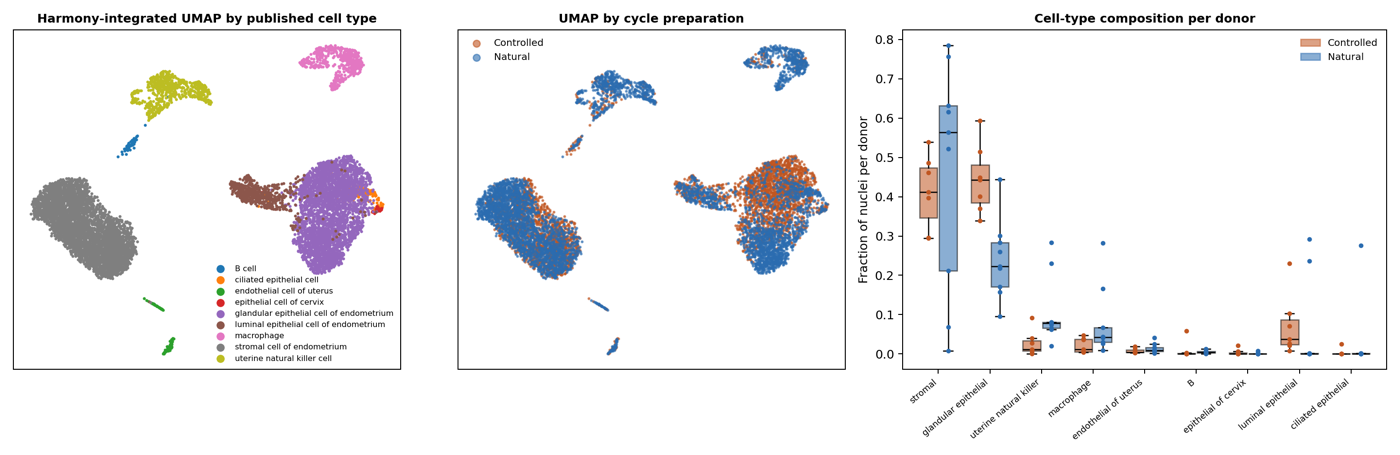 Harmony-integrated UMAP by published cell type
B cell
ciliated epithelial cell
endothelial cell of uterus
epithelial cell of cervix
glandular epithelial cell of endometrium
luminal epithelial cell of endometrium
macrophage
stromal cell of endometrium
uterine natural killer cell
UMAP by cycle preparation
Controlled
Natural
Cell-type composition per donor
Controlled
Natural
Fraction of nuclei per donor
0.8
0.7
0.6
0.5
0.4
0.3
0.2
0.1
0.0
stromal
glandular epithelial
uterine natural killer
macrophage
endothelial of uterus
B
epithelial of cervix
luminal epithelial
ciliated epithelial